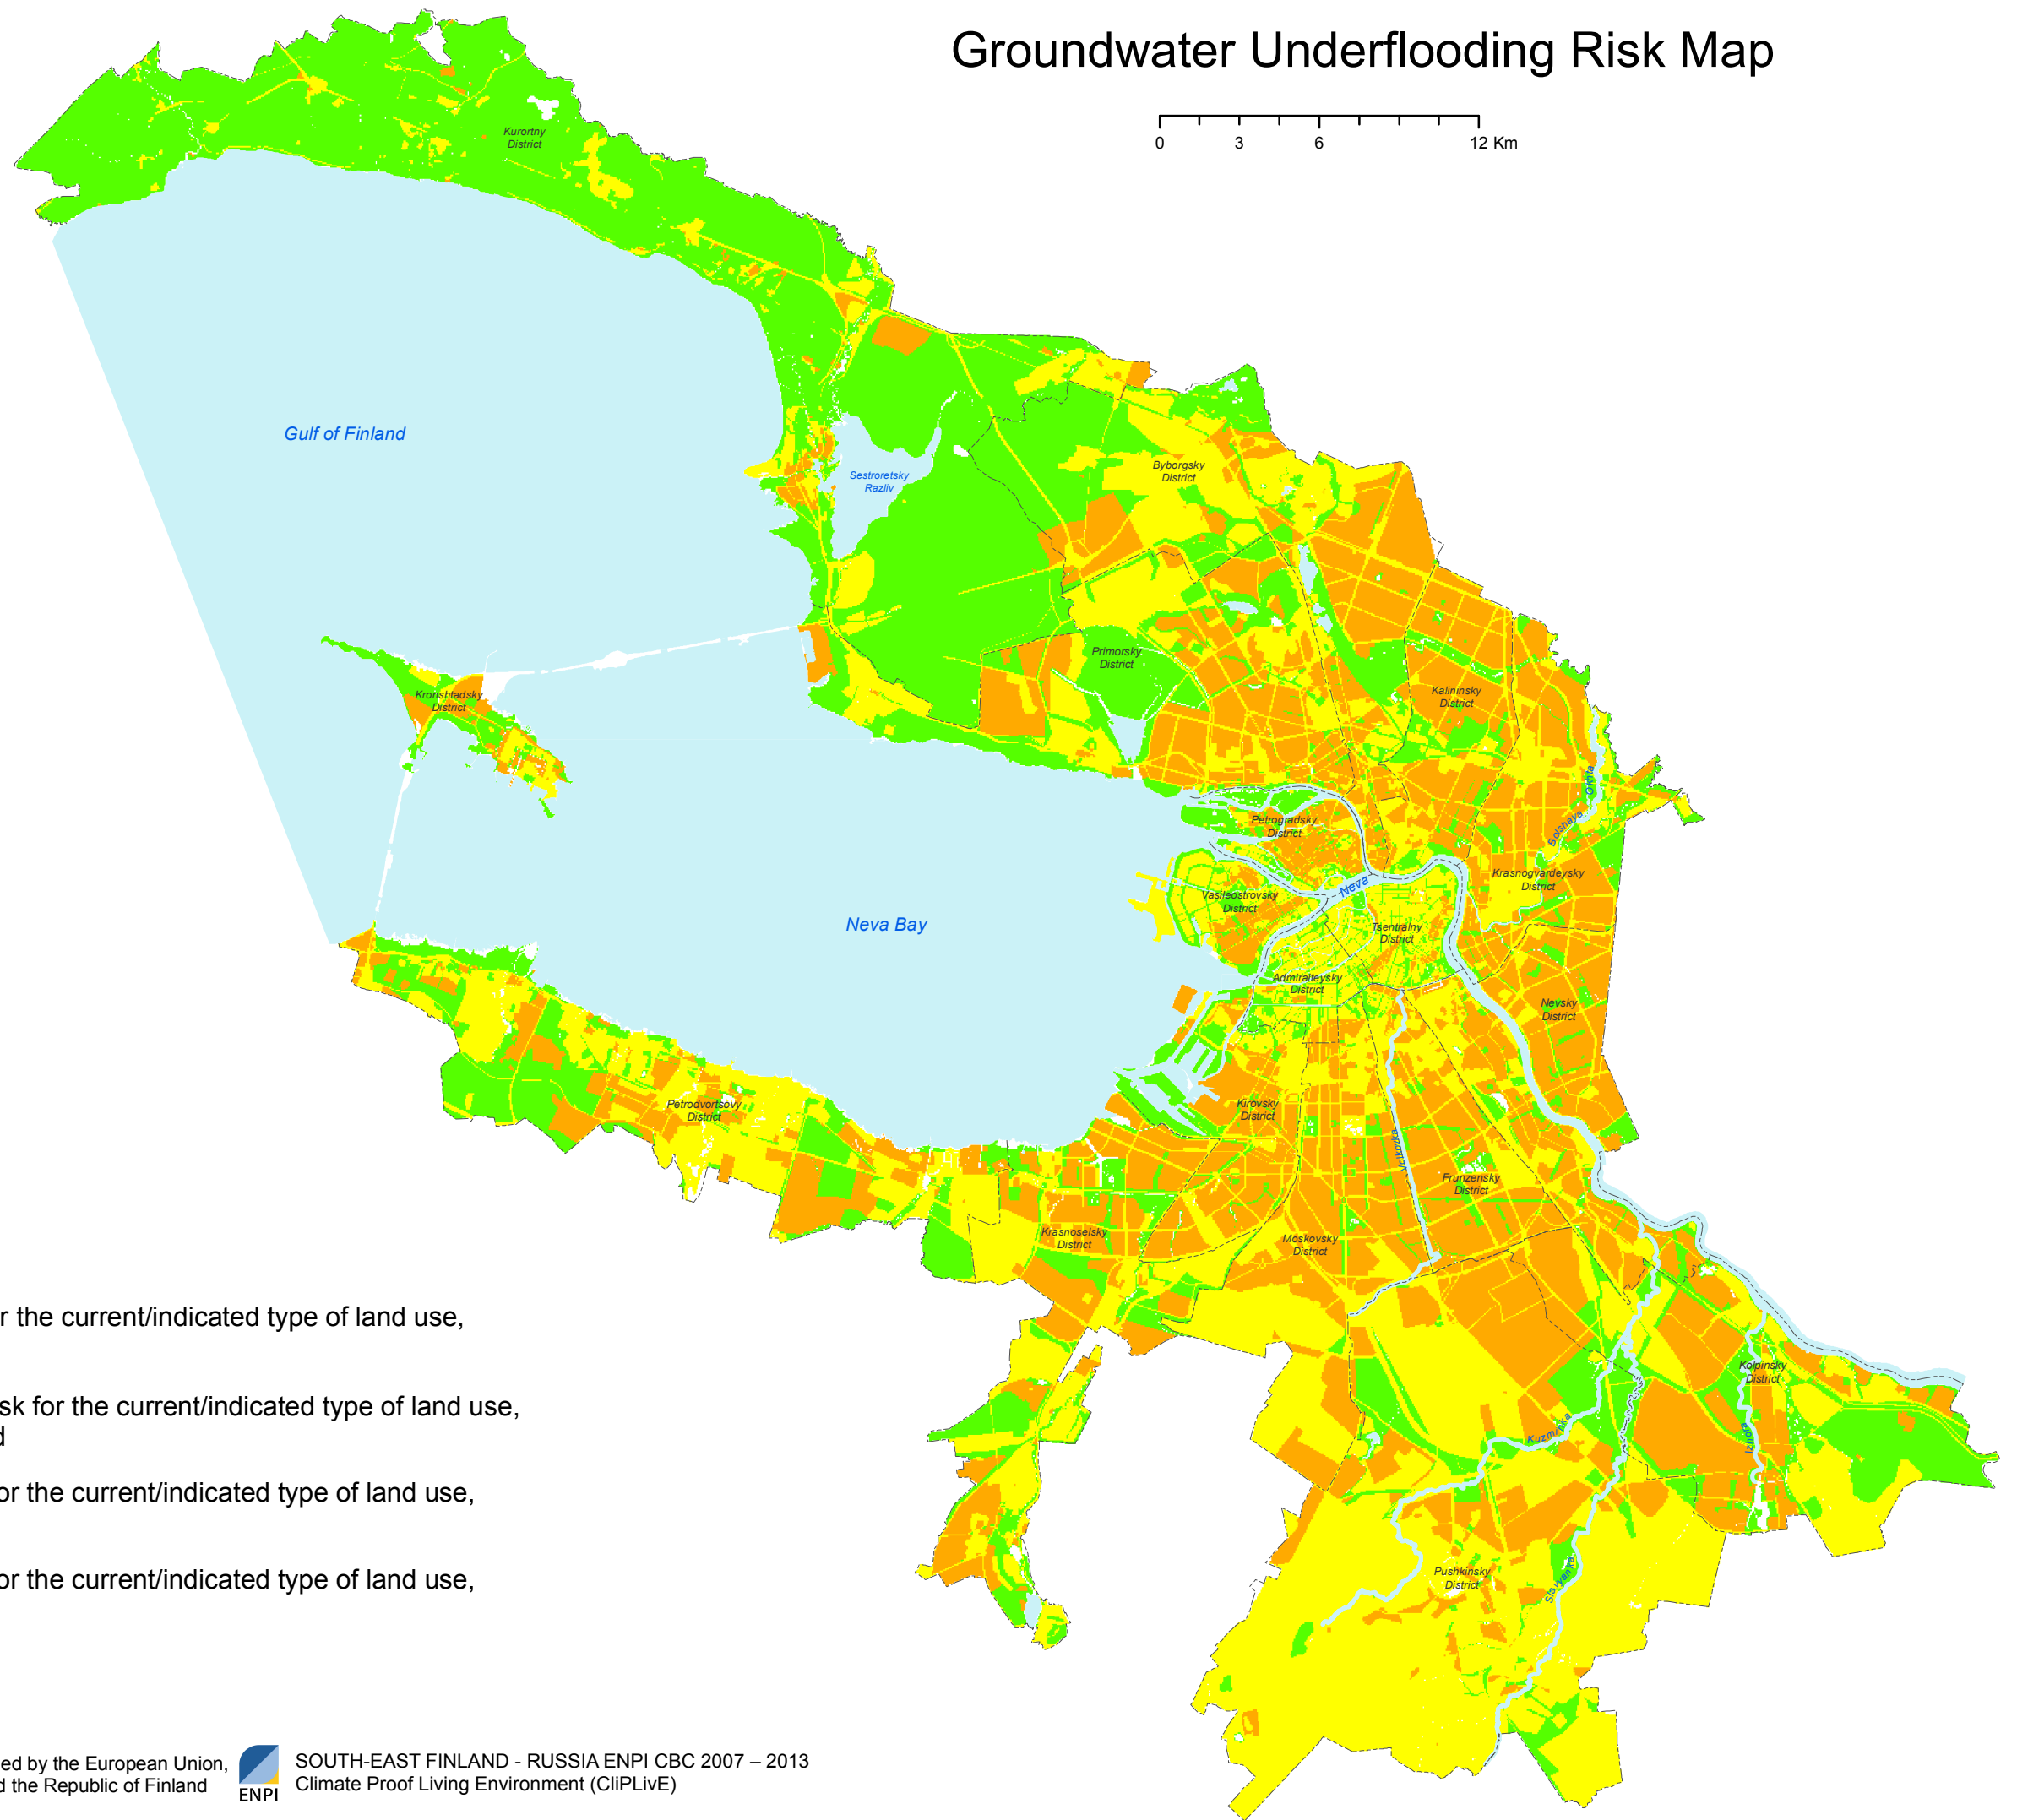 Groundwater Underflooding Risk Map
0 3 6 12 Km
Kurortny
District
Gulf of Finland
Sestroretsky
Razliv
Byborgsky
District
Primorsky
District
Kronshtadsky
District
Kalininsky
District
Okhta
Bolshaya
Petrogradsky
District
Krasnogvardeysky
District
Neva
Vasileostrovsky
District
Neva Bay
Tsentralny
District
Admiralteysky
District
Nevsky
District
Petrodvortsovy
District
Kirovsky
District
Volkovka
Frunzensky
District
Krasnoselsky
District
Moskovsky
District
r the current/indicated type of land use,
Kolpinsky
District
sk for the current/indicated type of land use,
d
Kuzminka
Izhora
or the current/indicated type of land use,
Pushkinsky
District
Slavyanka
or the current/indicated type of land use,
ed by the European Union,
d the Republic of Finland
ENPI
SOUTH-EAST FINLAND - RUSSIA ENPI CBC 2007 – 2013
Climate Proof Living Environment (CliPLivE)